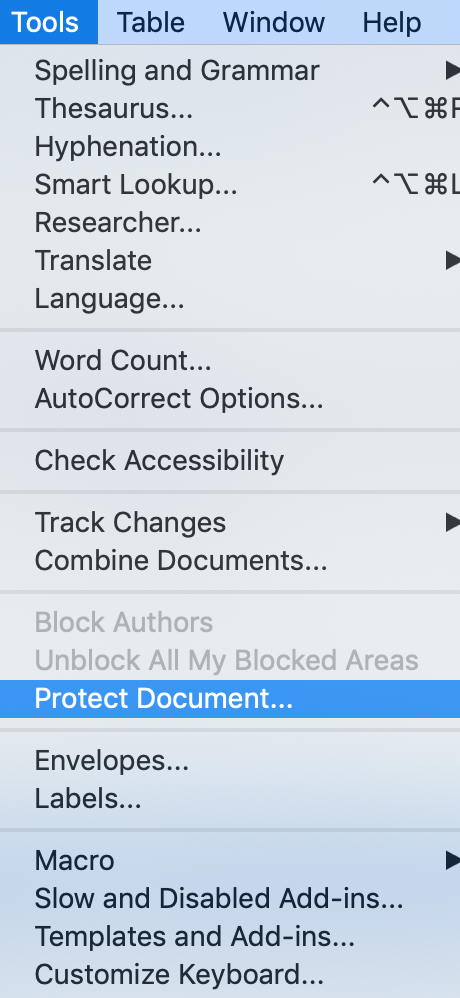 Tools Table Window Help
Spelling and Grammar ▶
Thesaurus...
Hyphenation...
Smart Lookup... ^⌥⌘L
Researcher...
Translate ▶
Language...
Word Count...
AutoCorrect Options...
Check Accessibility
Track Changes ▶
Combine Documents...
Block Authors
Unblock All My Blocked Areas
Protect Document...
Envelopes...
Labels...
Macro ▶
Slow and Disabled Add-ins...
Templates and Add-ins...
Customize Keyboard...